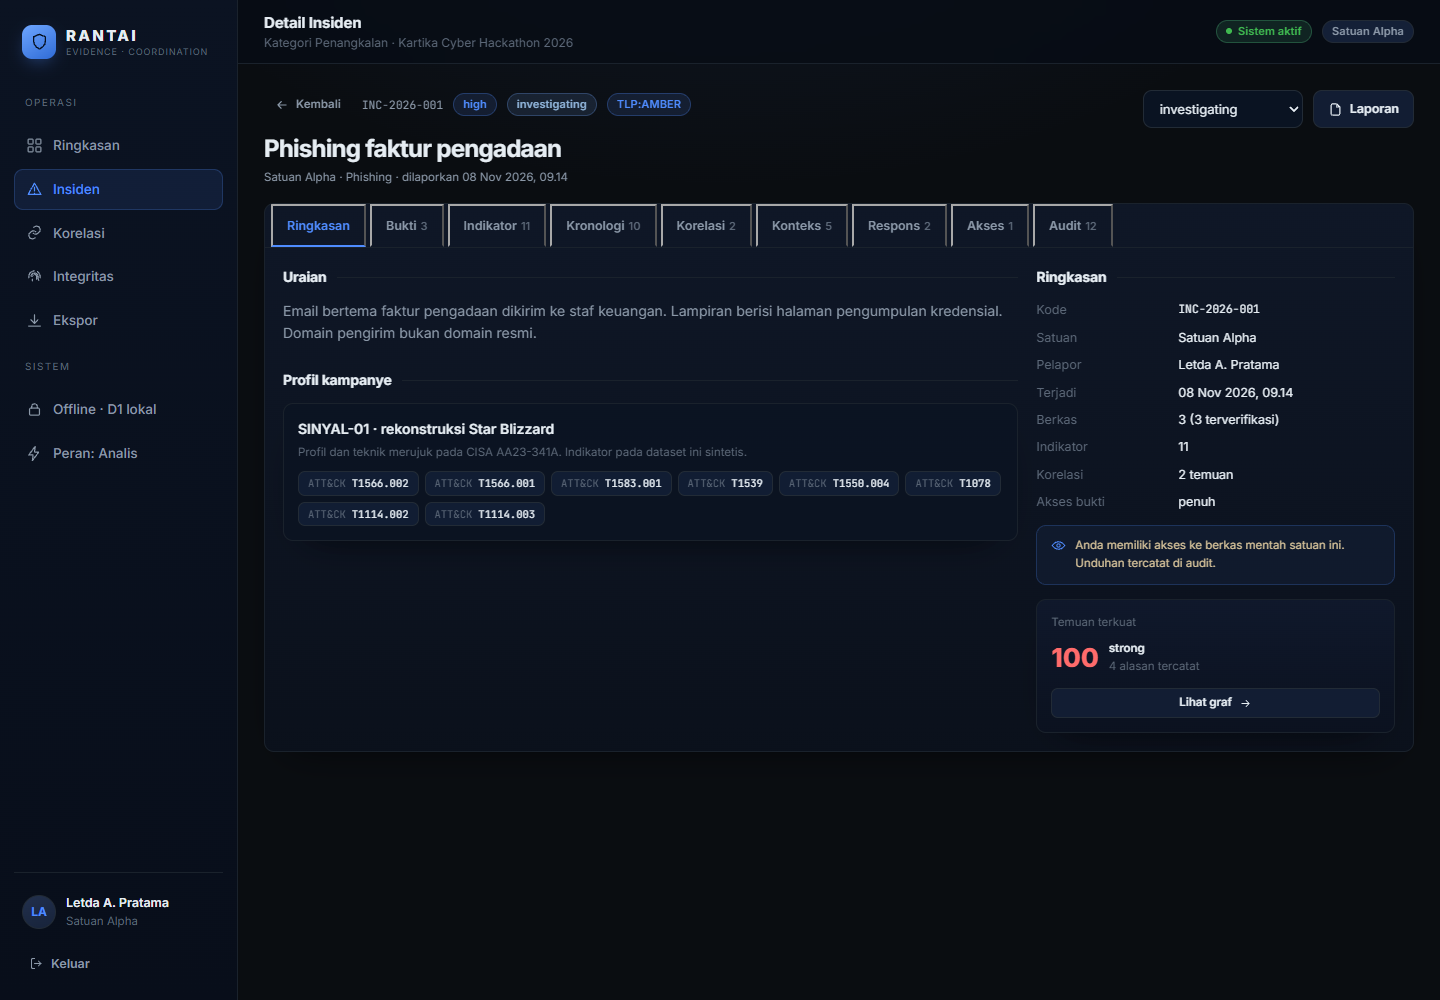 RANTAI
EVIDENCE · COORDINATION
OPERASI
Ringkasan
Insiden
Korelasi
Integritas
Ekspor
SISTEM
Offline · D1 lokal
Peran: Analis
LA
Letda A. Pratama
Satuan Alpha
Keluar
Detail Insiden
Kategori Penangkalan · Kartika Cyber Hackathon 2026
Sistem aktif
Satuan Alpha
Kembali INC-2026-001 high investigating TLP:AMBER
investigating
Laporan
Phishing faktur pengadaan
Satuan Alpha · Phishing · dilaporkan 08 Nov 2026, 09.14
Ringkasan Bukti 3 Indikator 11 Kronologi 10 Korelasi 2 Konteks 5 Respons 2 Akses 1 Audit 12
Uraian
Email bertema faktur pengadaan dikirim ke staf keuangan. Lampiran berisi halaman pengumpulan kredensial.
Domain pengirim bukan domain resmi.
Profil kampanye
SINYAL-01 · rekonstruksi Star Blizzard
Profil dan teknik merujuk pada CISA AA23-341A. Indikator pada dataset ini sintetis.
ATT&CK T1566.002 ATT&CK T1566.001 ATT&CK T1583.001 ATT&CK T1539 ATT&CK T1550.004 ATT&CK T1078
ATT&CK T1114.002 ATT&CK T1114.003
Ringkasan
Kode INC-2026-001
Satuan Satuan Alpha
Pelapor Letda A. Pratama
Terjadi 08 Nov 2026, 09.14
Berkas 3 (3 terverifikasi)
Indikator 11
Korelasi 2 temuan
Akses bukti penuh
Anda memiliki akses ke berkas mentah satuan ini.
Unduhan tercatat di audit.
Temuan terkuat
100 strong
4 alasan tercatat
Lihat graf →